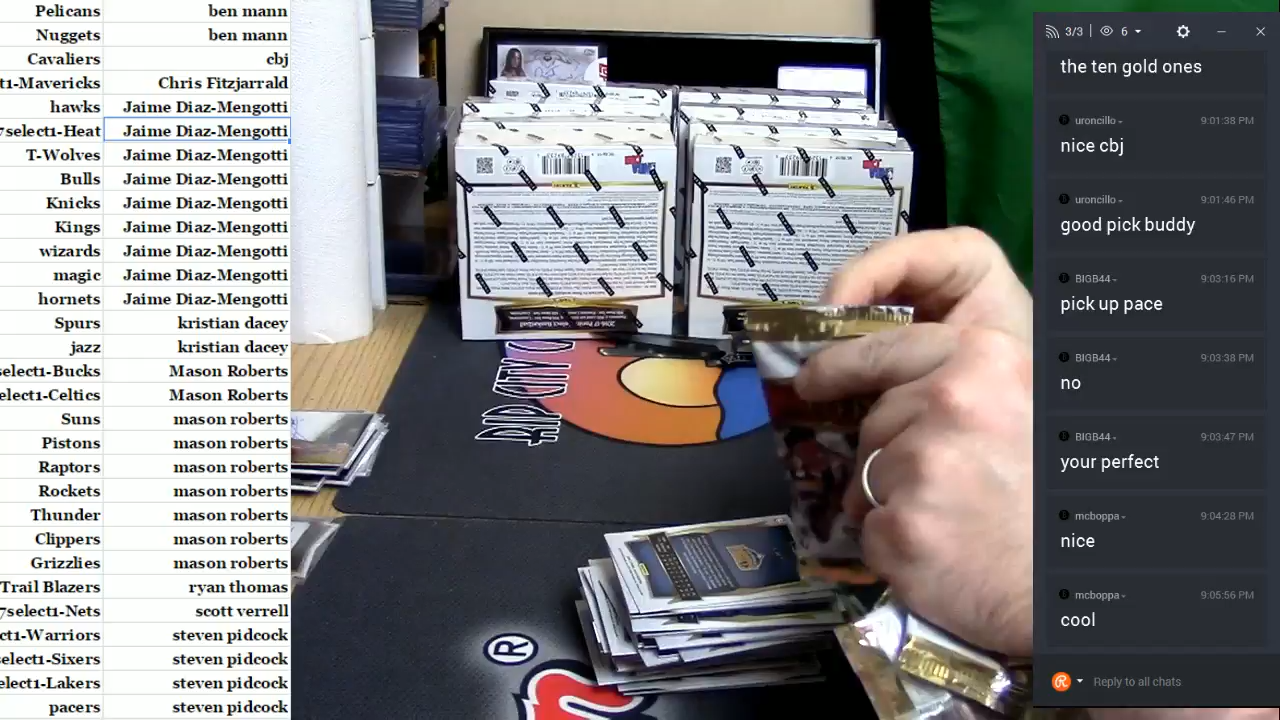 Pelicans ben mann
Nuggets ben mann
Cavaliers cbj
t1-Mavericks Chris Fitzjarrald
hawks Jaime Diaz-Mengotti
7select1-Heat Jaime Diaz-Mengotti
T-Wolves Jaime Diaz-Mengotti
Bulls Jaime Diaz-Mengotti
Knicks Jaime Diaz-Mengotti
Kings Jaime Diaz-Mengotti
wizards Jaime Diaz-Mengotti
magic Jaime Diaz-Mengotti
hornets Jaime Diaz-Mengotti
Spurs kristian dacey
jazz kristian dacey
select1-Bucks Mason Roberts
elect1-Celtics Mason Roberts
Suns mason roberts
Pistons mason roberts
Raptors mason roberts
Rockets mason roberts
Thunder mason roberts
Clippers mason roberts
Grizzlies mason roberts
Trail Blazers ryan thomas
7select1-Nets scott verrell
ct1-Warriors steven pidcock
select1-Sixers steven pidcock
elect1-Lakers steven pidcock
pacers steven pidcock
RIP CITY
®
3/3 6
the ten gold ones
uroncillo 9:01:38 PM
nice cbj
uroncillo 9:01:46 PM
good pick buddy
BIGB44 9:03:16 PM
pick up pace
BIGB44 9:03:38 PM
no
BIGB44 9:03:47 PM
your perfect
mcboppa 9:04:28 PM
nice
mcboppa 9:05:56 PM
cool
Reply to all chats